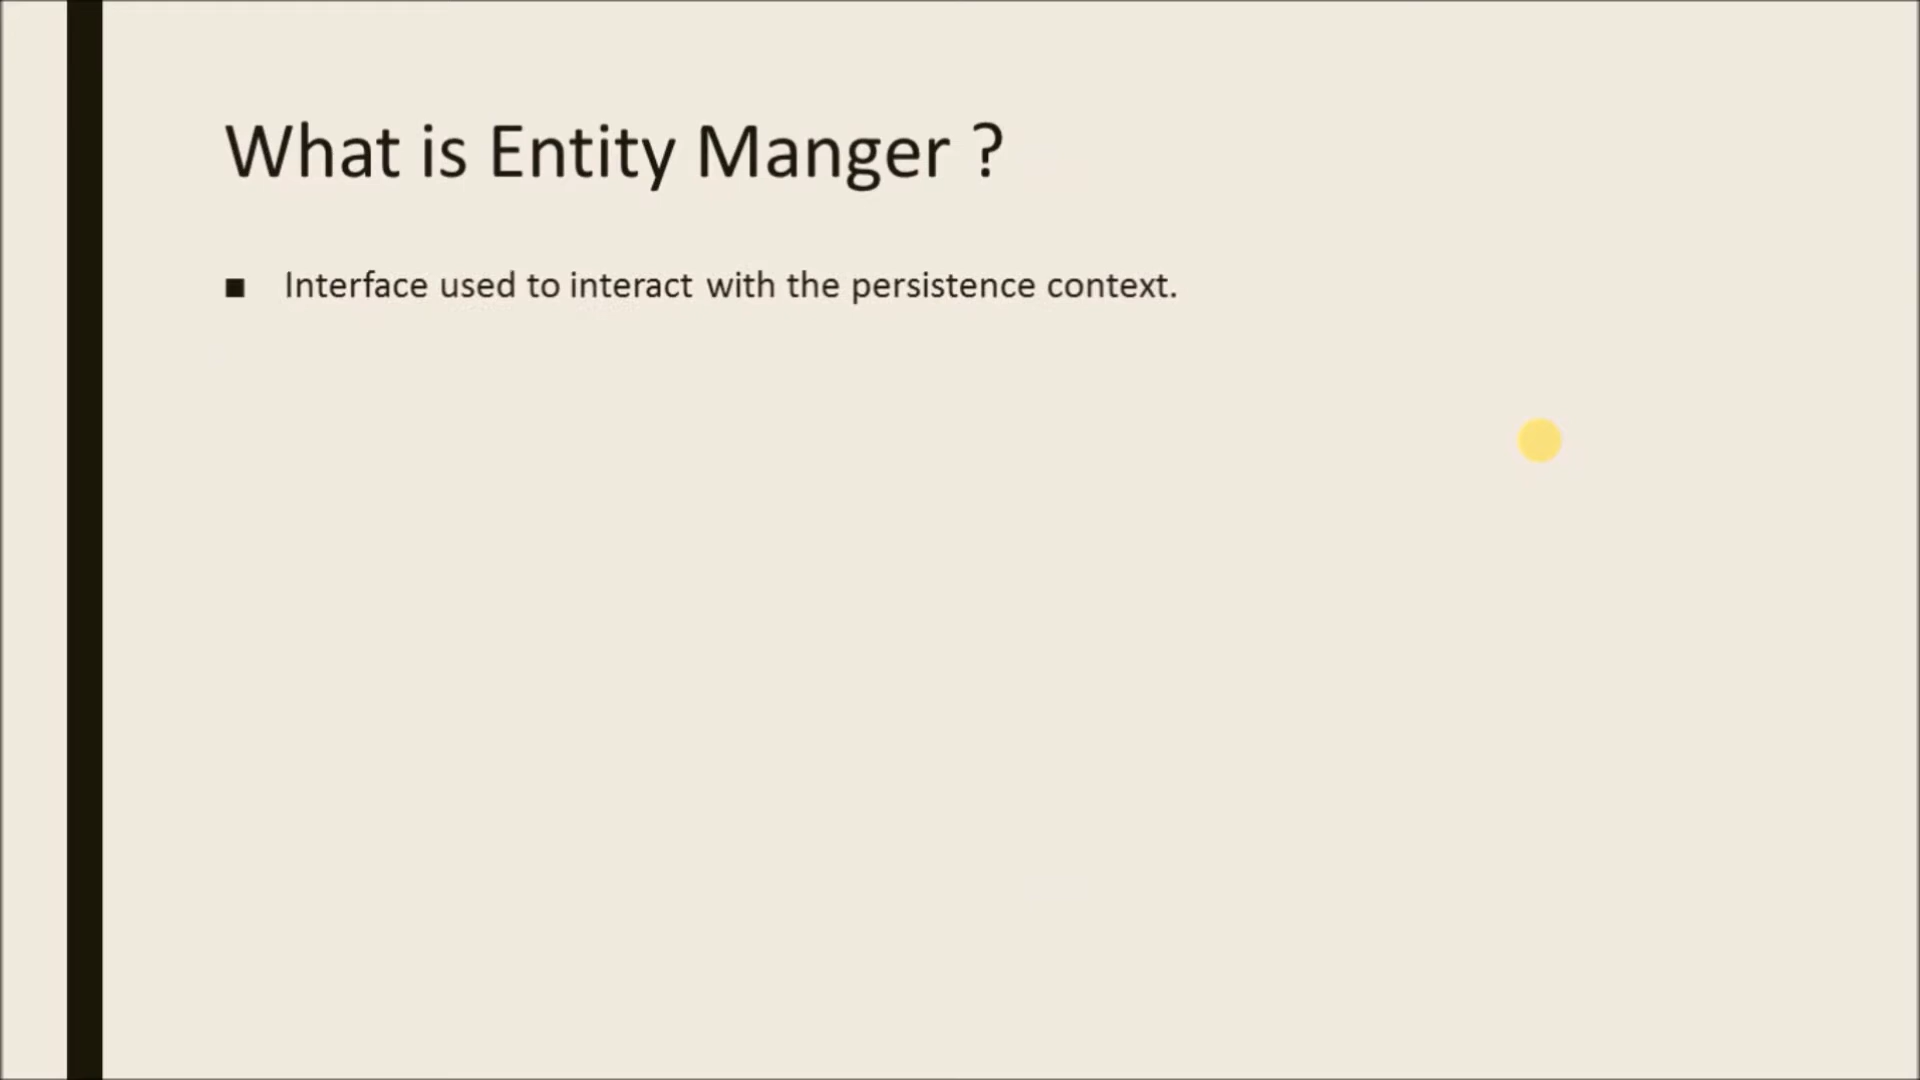 What is Entity Manger ?
Interface used to interact with the persistence context.